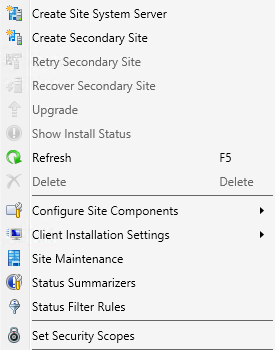 Create Site System Server
Create Secondary Site
Retry Secondary Site
Recover Secondary Site
Upgrade
Show Install Status
Refresh F5
Delete Delete
Configure Site Components
Client Installation Settings
Site Maintenance
Status Summarizers
Status Filter Rules
Set Security Scopes